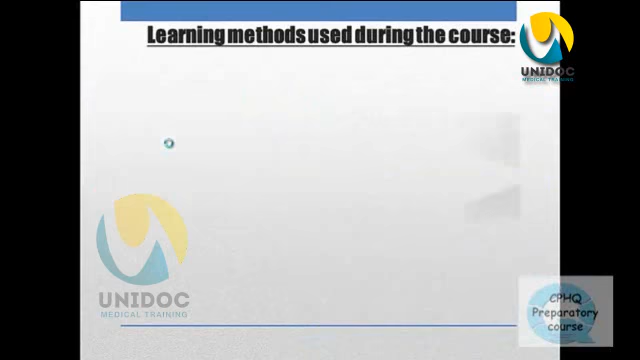 Learning methods used during the course:
UNIDOC
MEDICAL TRAINING
UNIDOC
MEDICAL TRAINING
CPHQ
Preparatory
course